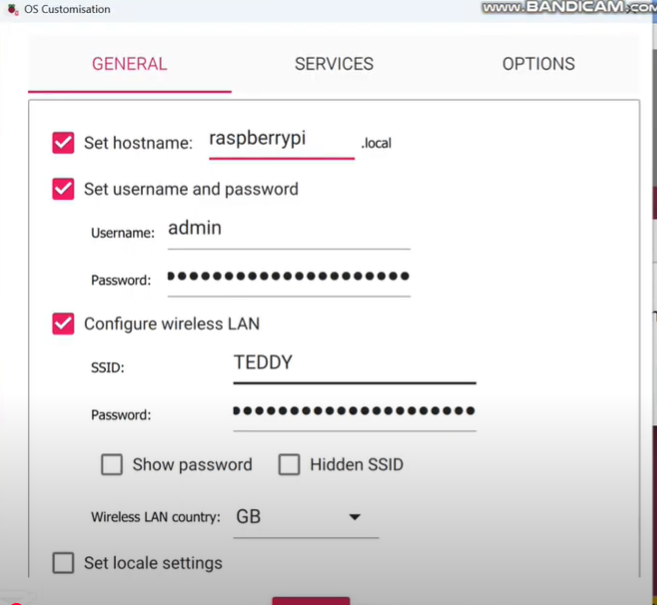 OS Customisation
www.BANDICAM.com
GENERAL SERVICES OPTIONS
Set hostname: raspberrypi .local
Set username and password
Username: admin
Password: ●●●●●●●●●●●●●●●●●●●●●●
Configure wireless LAN
SSID: TEDDY
Password: ●●●●●●●●●●●●●●●●●●●●●●
Show password Hidden SSID
Wireless LAN country: GB
Set locale settings